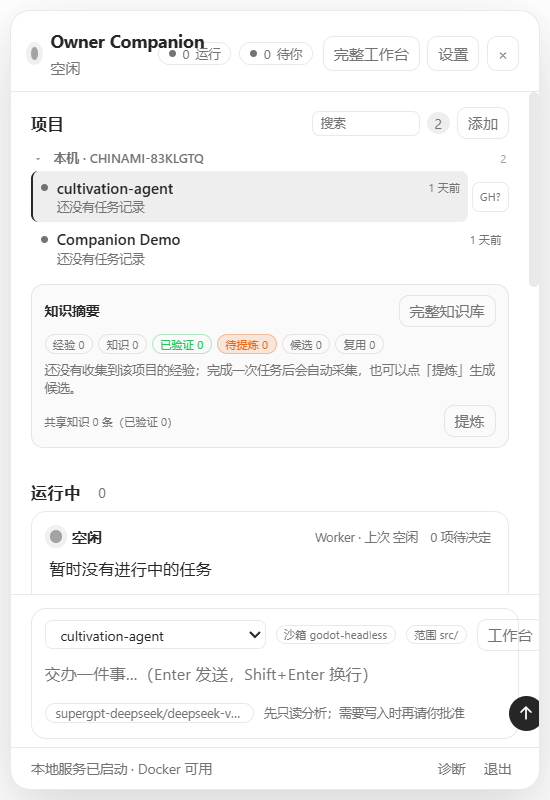 Owner Companion
空闲
0 运行
0 待你
完整工作台
设置
×
项目
搜索
2
添加
本机 · CHINAMI-83KLGTQ
2
cultivation-agent
1 天前
还没有任务记录
GH?
Companion Demo
1 天前
还没有任务记录
知识摘要
完整知识库
经验 0
知识 0
已验证 0
待提炼 0
候选 0
复用 0
还没有收集到该项目的经验；完成一次任务后会自动采集，也可以点「提炼」生成
候选。
共享知识 0 条（已验证 0）
提炼
运行中
0
空闲
Worker · 上次 空闲
0 项待决定
暂时没有进行中的任务
cultivation-agent
沙箱 godot-headless
范围 src/
工作台
交办一件事…（Enter 发送，Shift+Enter 换行）
supergpt-deepseek/deepseek-v...
先只读分析；需要写入时再请你批准
本地服务已启动 · Docker 可用
诊断
退出